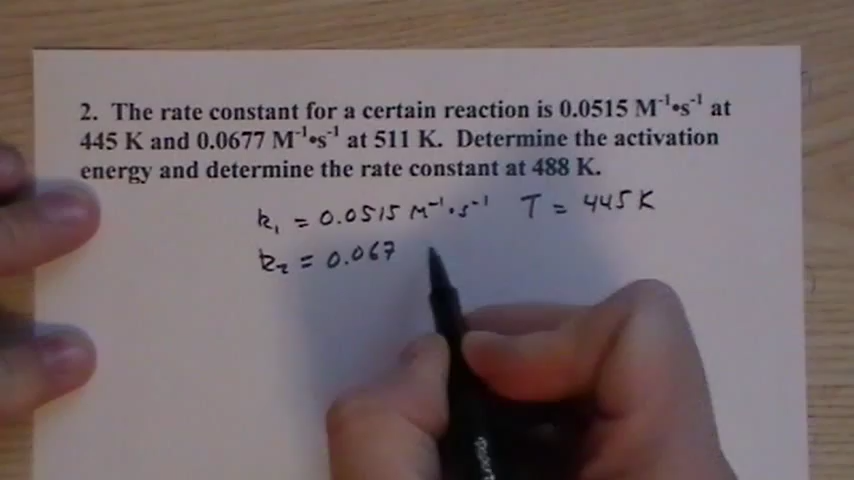 2. The rate constant for a certain reaction is 0.0515 M⁻¹•s⁻¹ at
445 K and 0.0677 M⁻¹•s⁻¹ at 511 K. Determine the activation
energy and determine the rate constant at 488 K.
k₁ = 0.0515 M⁻¹•s⁻¹ T = 445 K
k₂ = 0.067